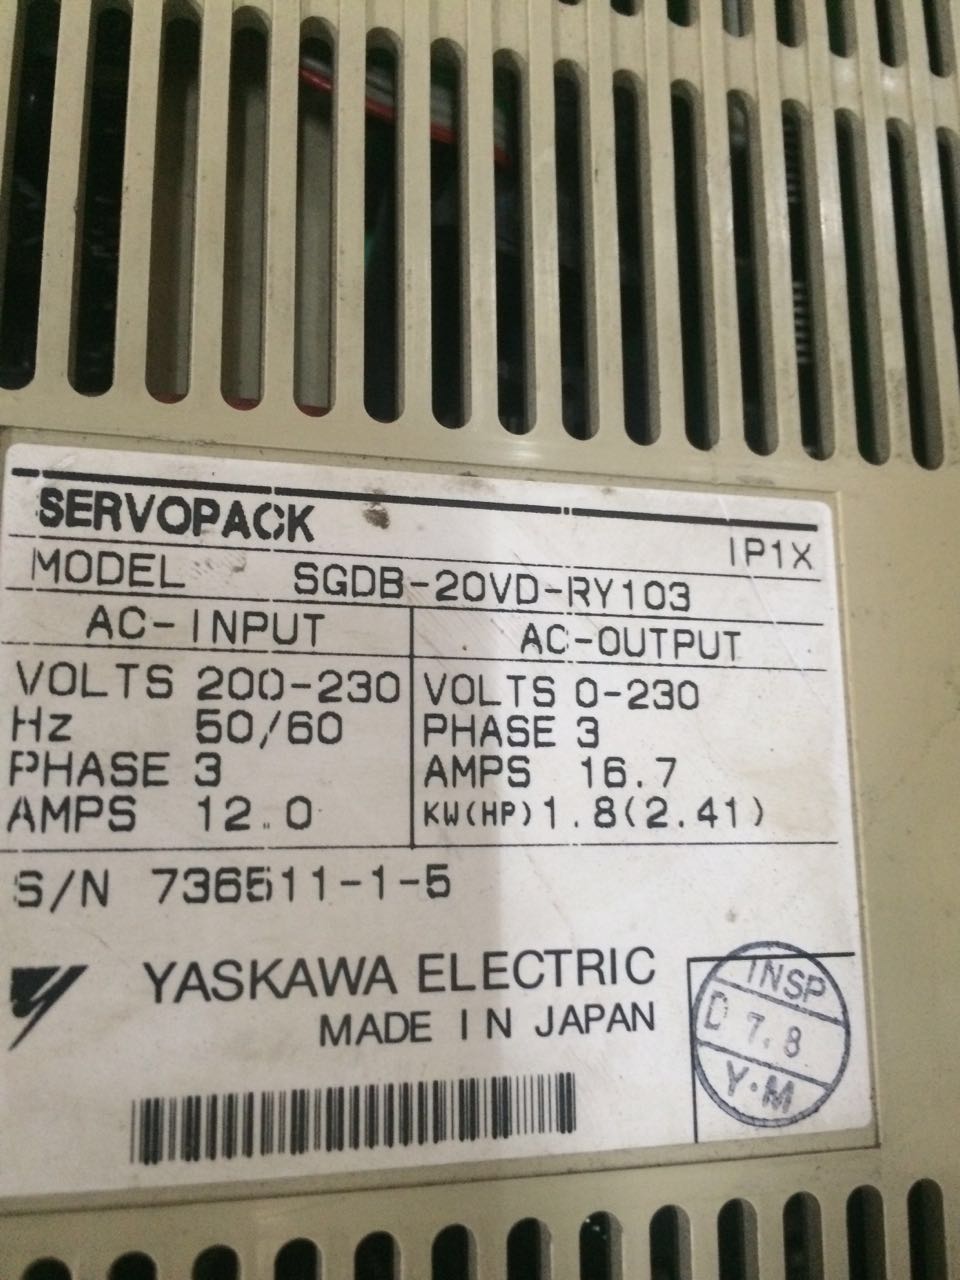 SERVOPACK
IP1X
MODEL SGDB-20VD-RY103
AC-INPUT
AC-OUTPUT
VOLTS 200-230
VOLTS 0-230
Hz 50/60
PHASE 3
PHASE 3
AMPS 16.7
AMPS 12.0
KW(HP) 1.8(2.41)
S/N 736511-1-5
YASKAWA ELECTRIC
MADE IN JAPAN
INSP
D 7.8
Y·M